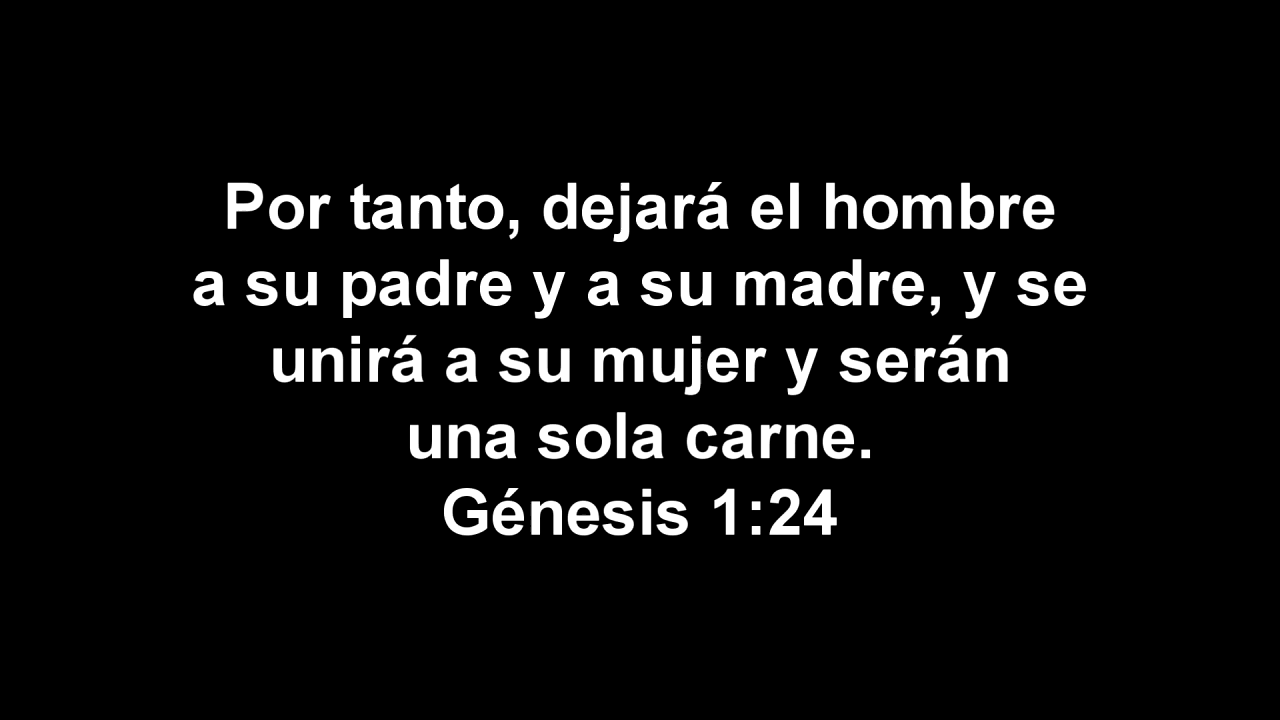 Por tanto, dejará el hombre
a su padre y a su madre, y se
unirá a su mujer y serán
una sola carne.
Génesis 1:24